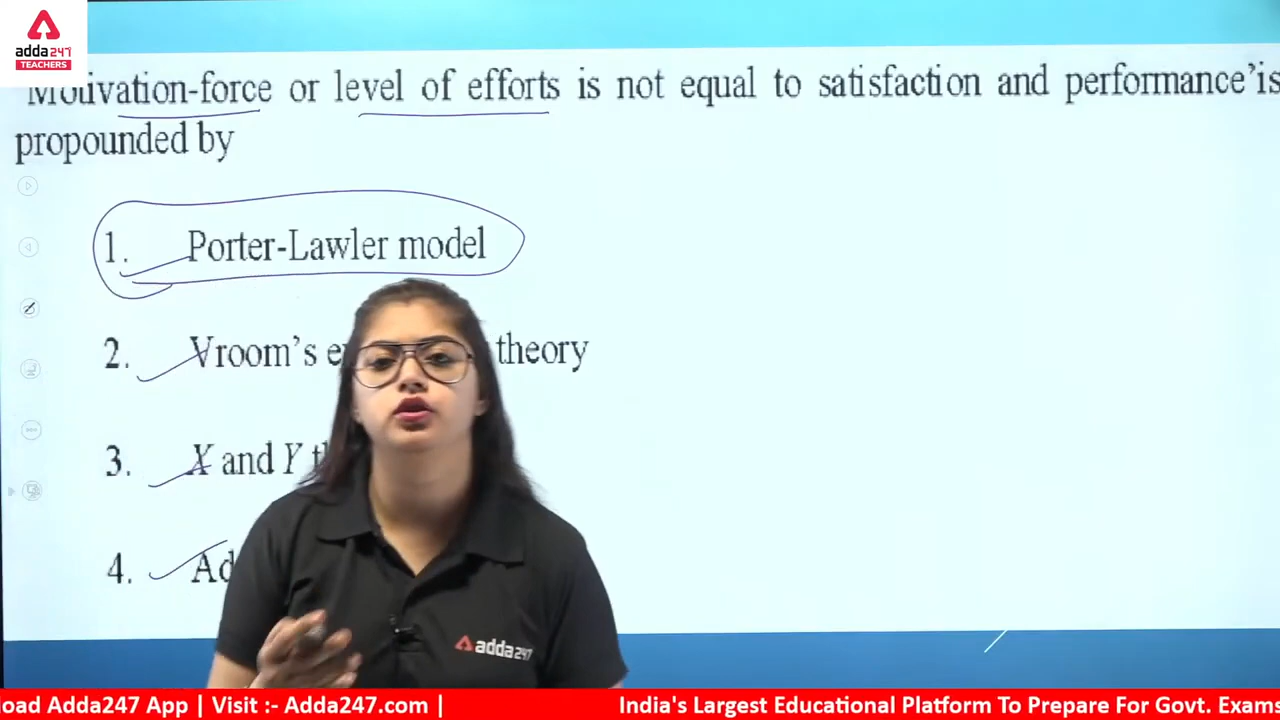 adda247
TEACHERS
Motivation-force or level of efforts is not equal to satisfaction and performance'is
propounded by
1. Porter-Lawler model
2. Vroom's theory
3. X and Y
4.
adda247
load Adda247 App | Visit :- Adda247.com | India's Largest Educational Platform To Prepare For Govt. Exams